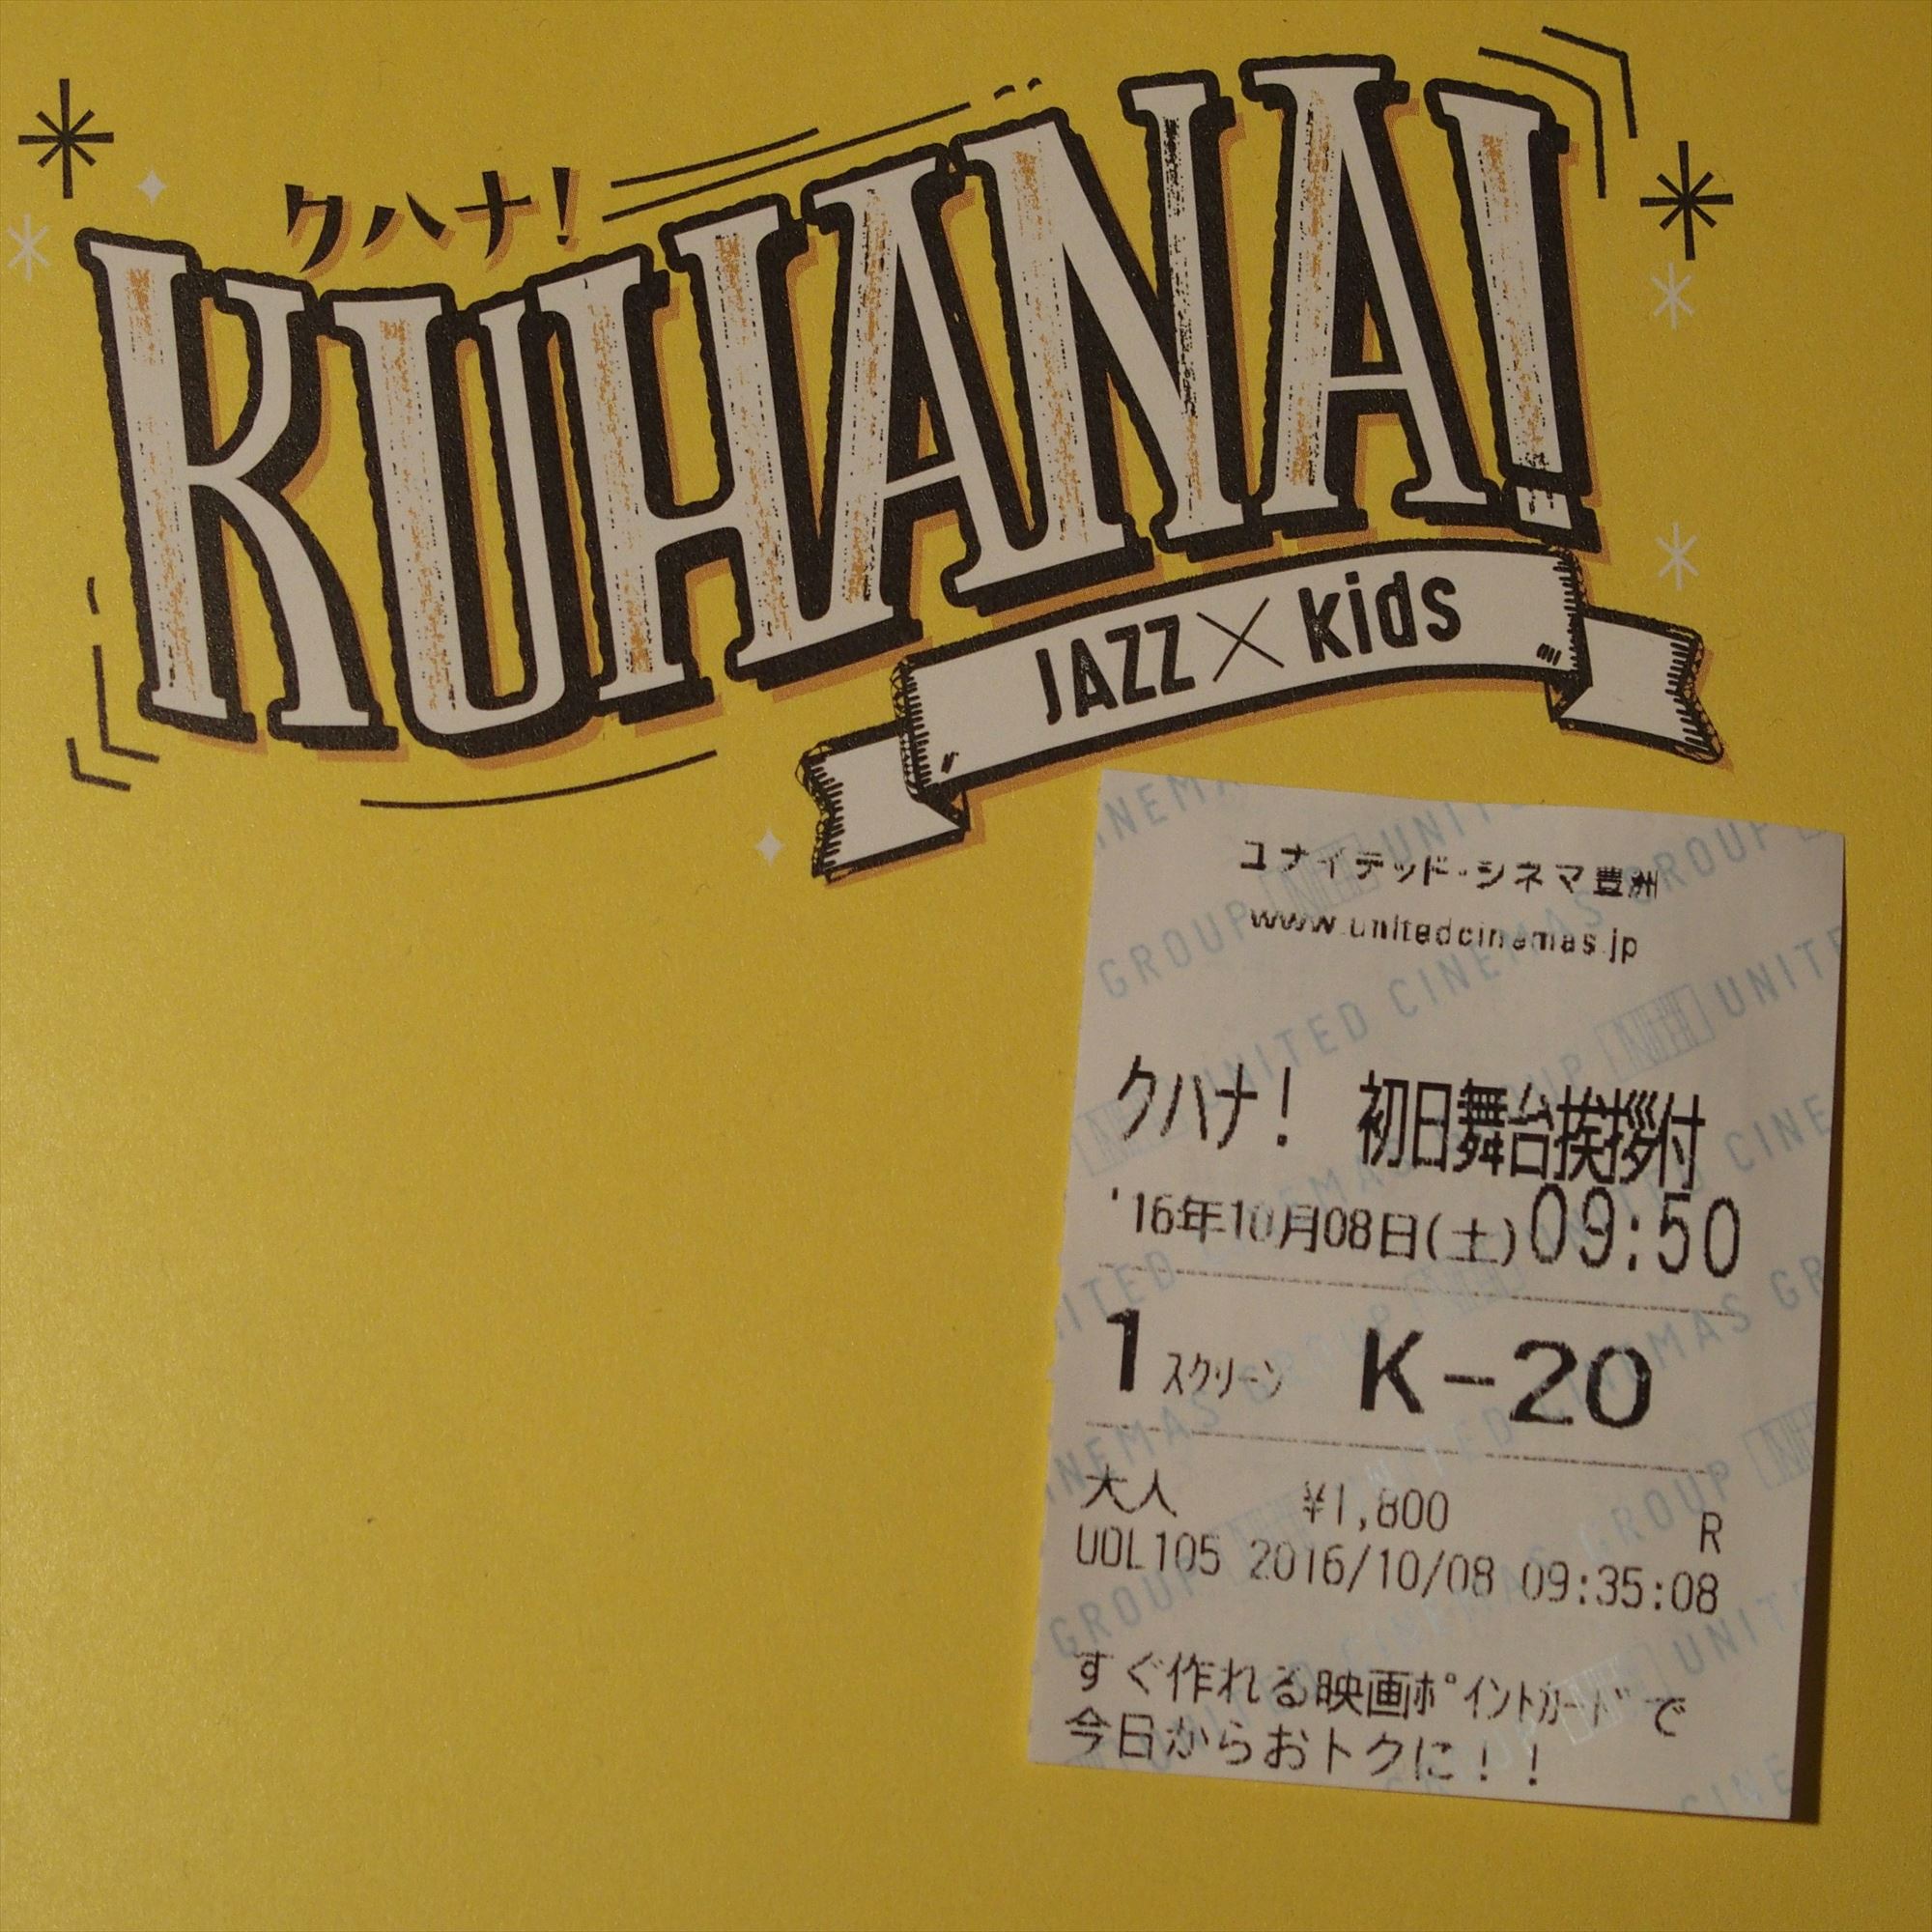 クハナ!
KUHANA!
JAZZ×kids
ユナイテッド・シネマ豊洲
www.unitedcinemas.jp
クハナ! 初日舞台挨拶付
'16年10月08日(土)09:50
1スクリーン K-20
大人 ¥1,800 R
UOL105 2016/10/08 09:35:08
すぐ作れる映画ﾎﾟｲﾝﾄｶｰﾄﾞで
今日からおトクに!!
UNITED CINEMAS GROUP